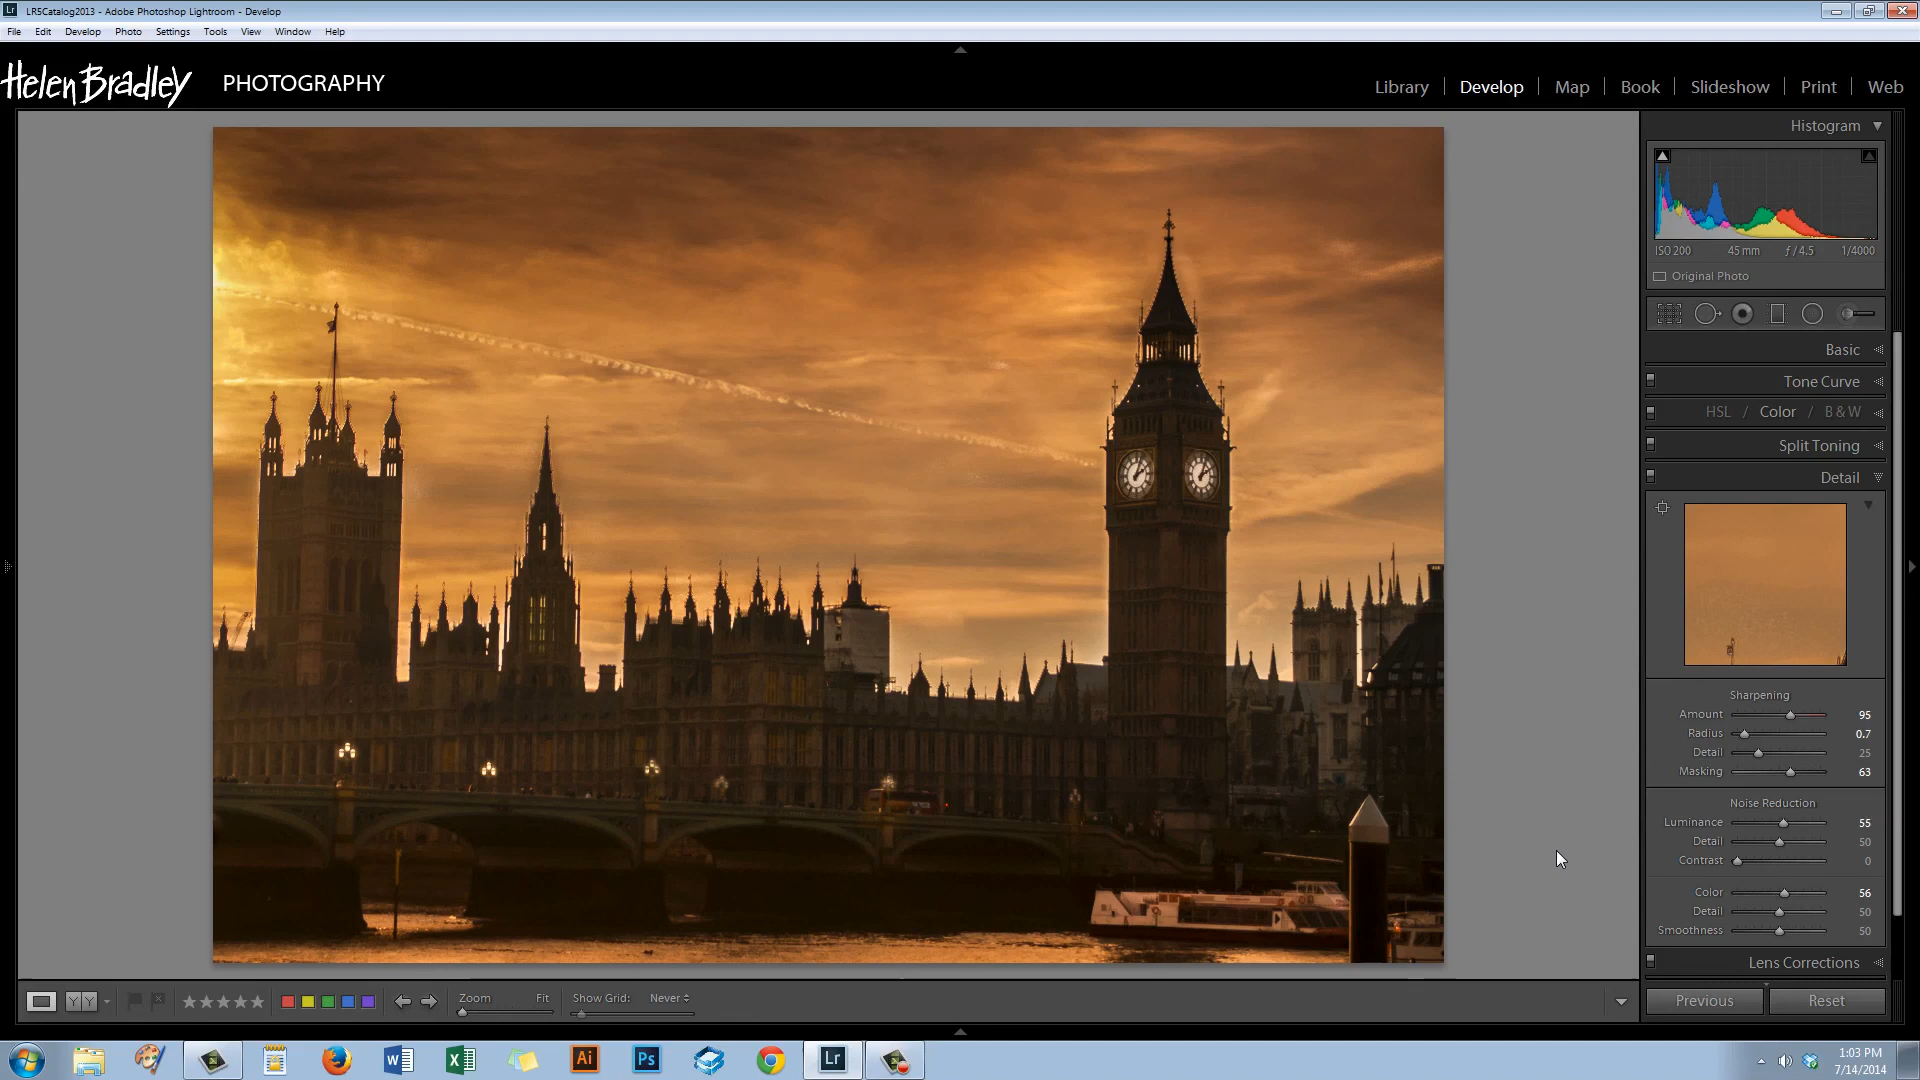 LR5Catalog2013 - Adobe Photoshop Lightroom - Develop
File Edit Develop Photo Settings Tools View Window Help
Helen Bradley PHOTOGRAPHY
Library Develop Map Book Slideshow Print Web
Histogram
ISO 200 45 mm ƒ / 4.5 1/4000
Original Photo
Basic
Tone Curve
HSL / Color / B & W
Split Toning
Detail
Sharpening
Amount 95
Radius 0.7
Detail 25
Masking 63
Noise Reduction
Luminance 55
Detail 50
Contrast 0
Color 56
Detail 50
Smoothness 50
Lens Corrections
Previous Reset
YY Zoom Fit Show Grid: Never
Ai Ps Lr
1:03 PM
7/14/2014